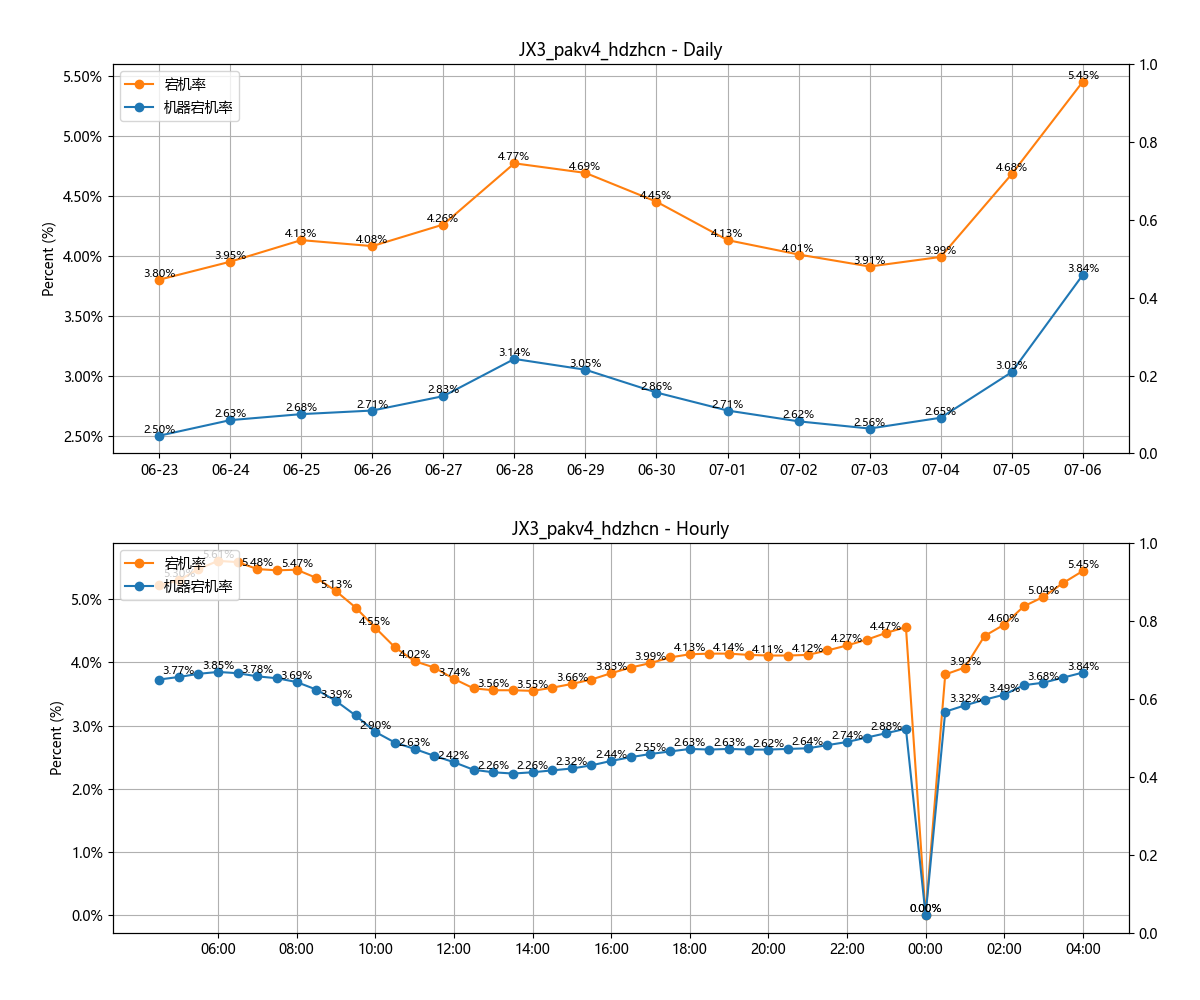 JX3_pakv4_hdzhcn - Daily
宕机率
机器宕机率
Percent (%)
5.50%
5.00%
4.50%
4.00%
3.50%
3.00%
2.50%
1.0
0.8
0.6
0.4
0.2
0.0
3.80% 3.95% 4.13% 4.08% 4.26% 4.77% 4.69% 4.45% 4.13% 4.01% 3.91% 3.99% 4.68% 5.45%
2.50% 2.63% 2.68% 2.71% 2.83% 3.14% 3.05% 2.86% 2.71% 2.62% 2.56% 2.65% 3.03% 3.84%
06-23 06-24 06-25 06-26 06-27 06-28 06-29 06-30 07-01 07-02 07-03 07-04 07-05 07-06
JX3_pakv4_hdzhcn - Hourly
宕机率
机器宕机率
Percent (%)
5.0%
4.0%
3.0%
2.0%
1.0%
0.0%
1.0
0.8
0.6
0.4
0.2
0.0
5.61% 5.48% 5.47% 5.13% 4.55% 4.02% 3.74% 3.56% 3.55% 3.66% 3.83% 3.99% 4.13% 4.14% 4.11% 4.12% 4.27% 4.47% 0.00% 3.92% 4.60% 5.04% 5.45%
3.77% 3.85% 3.78% 3.69% 3.39% 2.90% 2.63% 2.42% 2.26% 2.26% 2.32% 2.44% 2.55% 2.63% 2.63% 2.62% 2.64% 2.74% 2.88% 0.00% 3.32% 3.49% 3.68% 3.84%
06:00 08:00 10:00 12:00 14:00 16:00 18:00 20:00 22:00 00:00 02:00 04:00